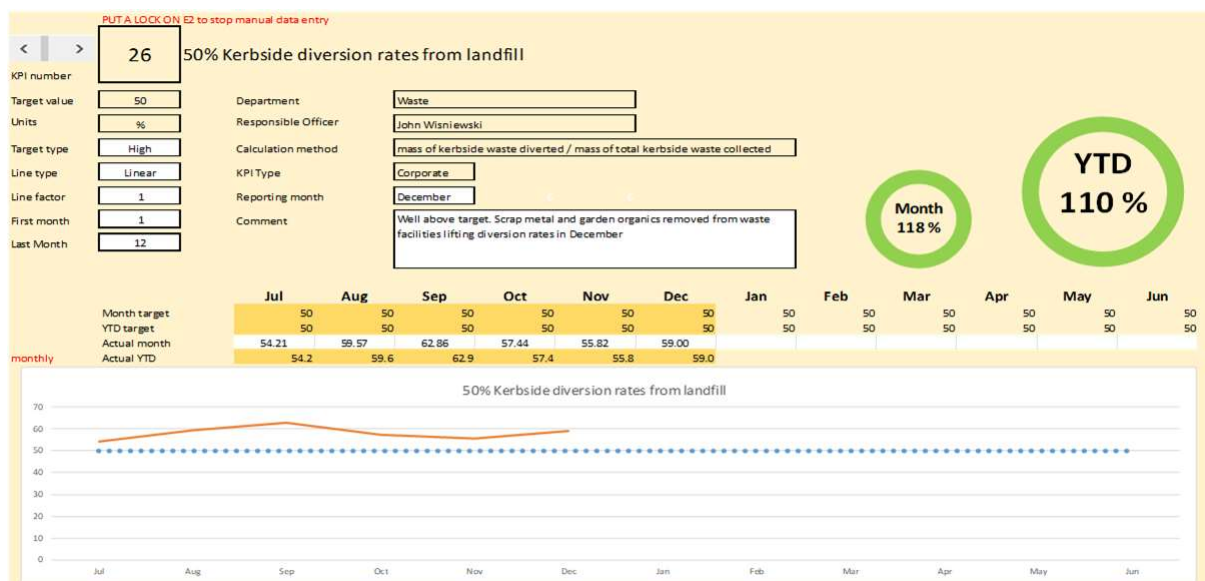 PUT A LOCK ON E2 to stop manual data entry
< >
KPI number
26
50% Kerbside diversion rates from landfill
Target value 50 Department Waste
Units % Responsible Officer John Wisniewski
Target type High Calculation method mass of kerbside waste diverted / mass of total kerbside waste collected
Line type Linear KPI Type Corporate
Line factor 1 Reporting month December
First month 1 Comment Well above target. Scrap metal and garden organics removed from waste
facilities lifting diversion rates in December
Last Month 12
Month
118 %
YTD
110 %
Jul Aug Sep Oct Nov Dec Jan Feb Mar Apr May Jun
Month target 50 50 50 50 50 50 50 50 50 50 50 50
YTD target 50 50 50 50 50 50 50 50 50 50 50 50
Actual month 54.21 59.57 62.86 57.44 55.82 59.00
monthly Actual YTD 54.2 59.6 62.9 57.4 55.8 59.0
50% Kerbside diversion rates from landfill
70
60
50
40
30
20
10
0
Jul Aug Sep Oct Nov Dec Jan Feb Mar Apr May Jun